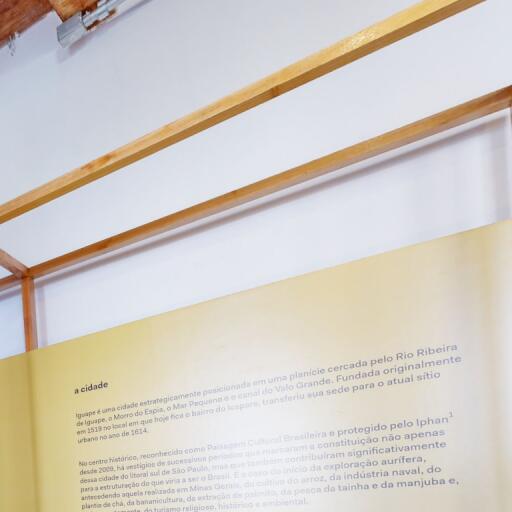 a cidade
Iguape é uma cidade estrategicamente posicionada em uma planície cercada pelo Rio Ribeira
de Iguape, o Morro do Espia, o Mar Pequeno e o canal do Valo Grande. Fundada originalmente
em 1519 no local em que hoje fica o bairro do Icapara, transferiu sua sede para o atual sítio
urbano no ano de 1614.
No centro histórico, reconhecido como Paisagem Cultural Brasileira e protegido pelo Iphan¹
desde 2009, há vestígios de sucessivos períodos que marcaram a constituição não apenas
dessa cidade do litoral sul de São Paulo, mas que também contribuíram significativamente
para a estruturação do que viria a ser o Brasil. É o caso do início da exploração aurífera,
antecedendo aquela realizada em Minas Gerais, do cultivo do arroz, da indústria naval, do
plantio de chá, da bananicultura, da extração de palmito, da pesca da tainha e da manjuba e,
do turismo religioso, histórico e ambiental.